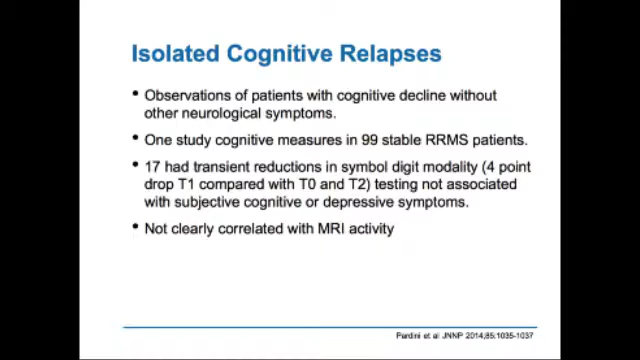 Isolated Cognitive Relapses
• Observations of patients with cognitive decline without
other neurological symptoms.
• One study cognitive measures in 99 stable RRMS patients.
• 17 had transient reductions in symbol digit modality (4 point
drop T1 compared with T0 and T2) testing not associated
with subjective cognitive or depressive symptoms.
• Not clearly correlated with MRI activity
Pardini et al JNNP 2014;85:1035-1037